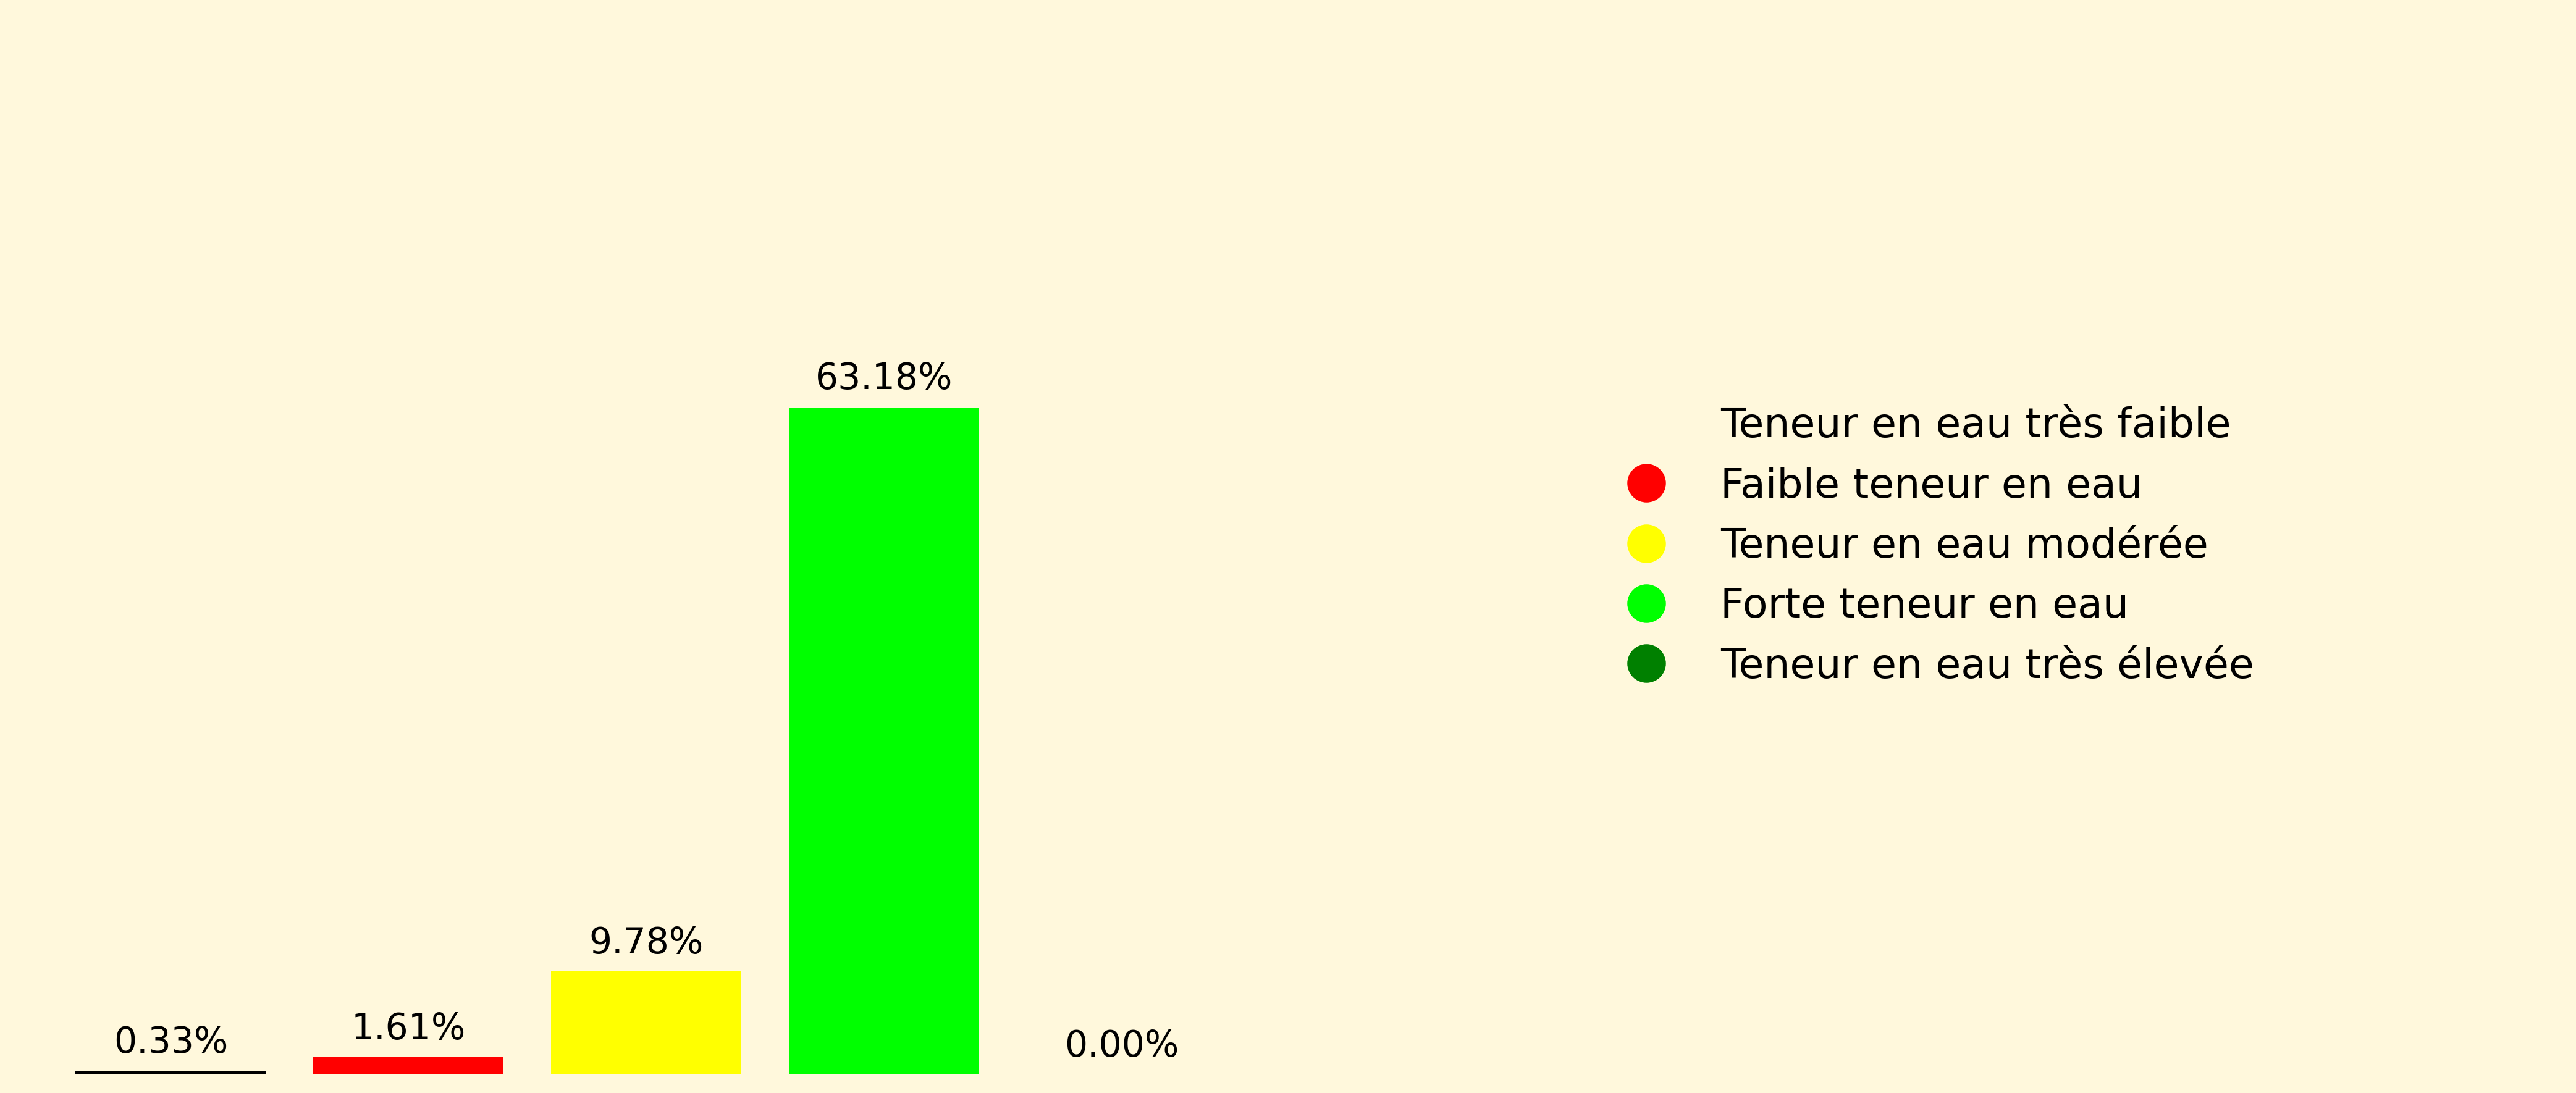 63.18%
9.78%
1.61%
0.33%
0.00%
Teneur en eau très faible
Faible teneur en eau
Teneur en eau modérée
Forte teneur en eau
Teneur en eau très élevée